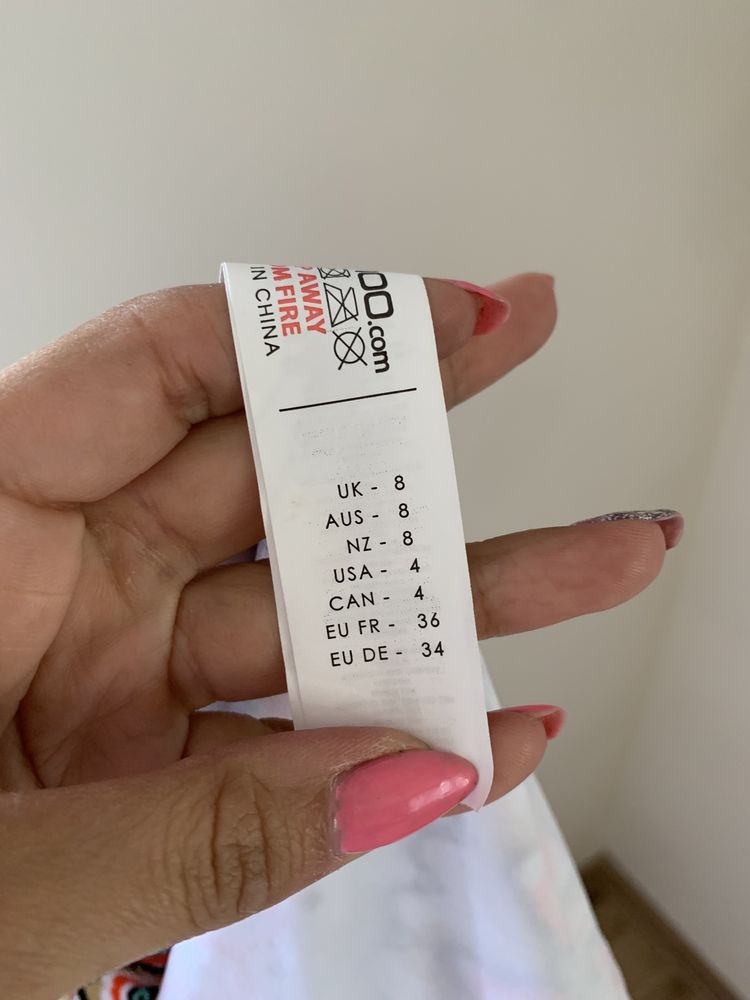 OO.com
AWAY
OM FIRE
IN CHINA
UK - 8
AUS - 8
NZ - 8
USA - 4
CAN - 4
EU FR - 36
EU DE - 34